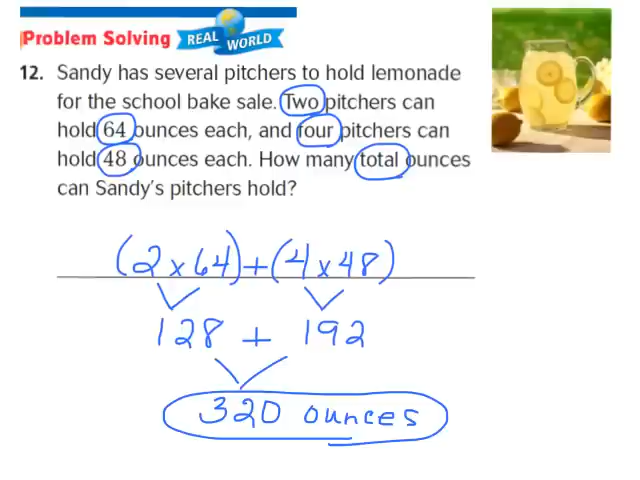 Problem Solving REAL WORLD
12. Sandy has several pitchers to hold lemonade
for the school bake sale. Two pitchers can
hold 64 ounces each, and four pitchers can
hold 48 ounces each. How many total ounces
can Sandy's pitchers hold?
(2 x 64) + (4 x 48)
128 + 192
320 ounces